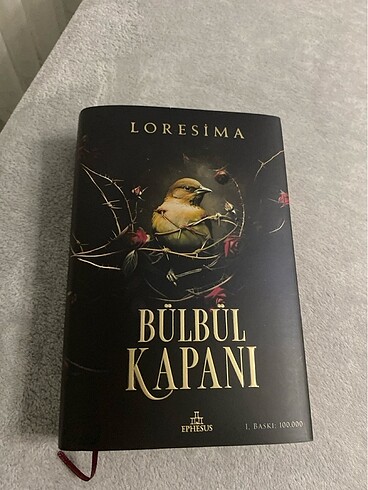 LORESİMA
BÜLBÜL
KAPANI
EPHESUS
1. BASKI: 100.000